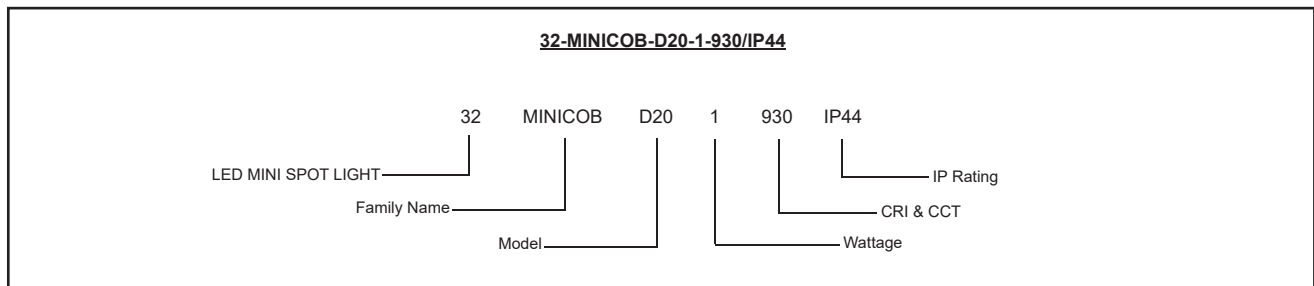 32-MINICOB-D20-1-930/IP44
32 MINICOB D20 1 930 IP44
LED MINI SPOT LIGHT IP Rating
Family Name CRI & CCT
Model Wattage